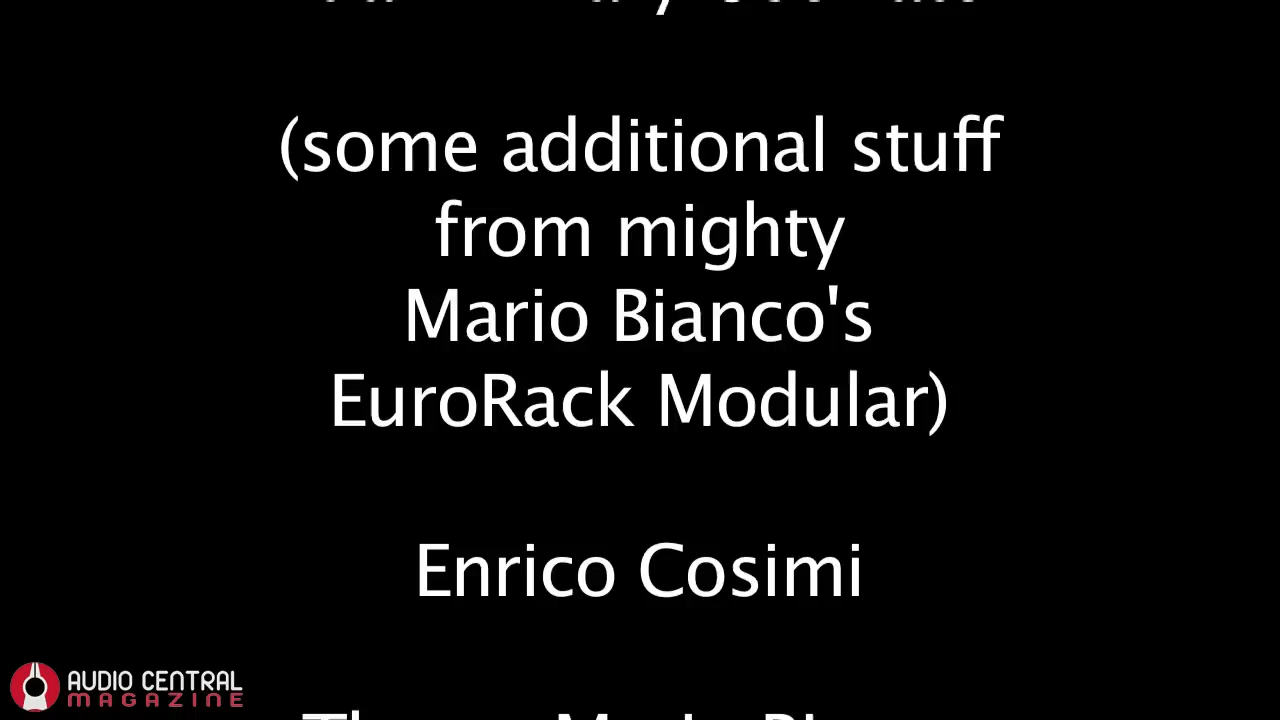 (some additional stuff
from mighty
Mario Bianco's
EuroRack Modular)
Enrico Cosimi
AUDIO CENTRAL
MAGAZINE